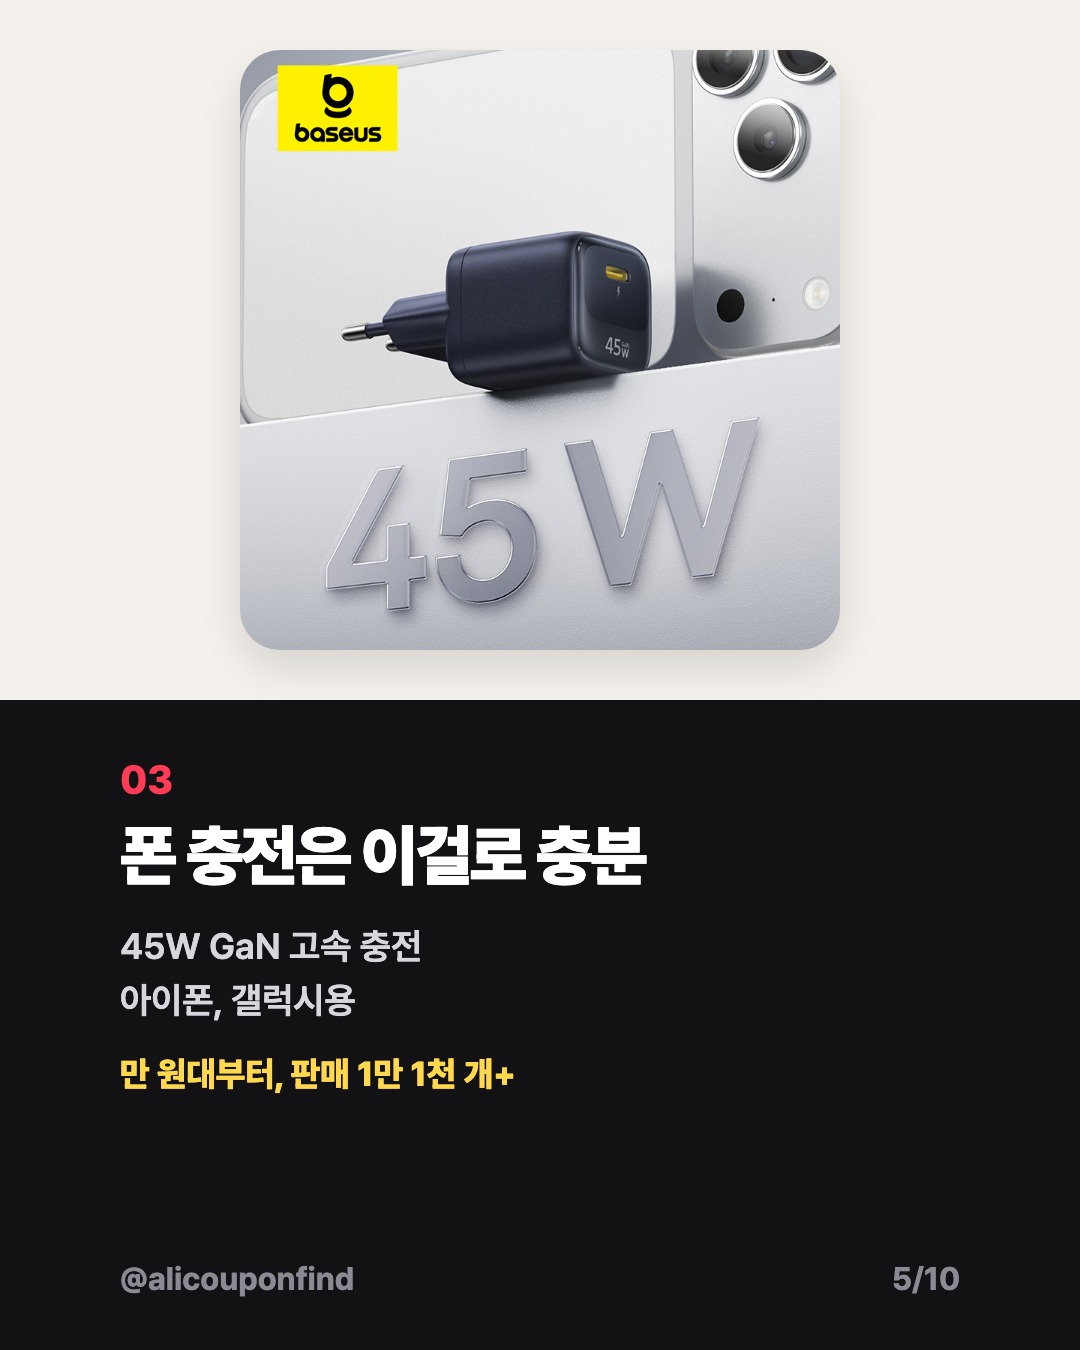 baseus
45W GaN
45W
03
폰 충전은 이걸로 충분
45W GaN 고속 충전
아이폰, 갤럭시용
만 원대부터, 판매 1만 1천 개+
@alicouponfind
5/10